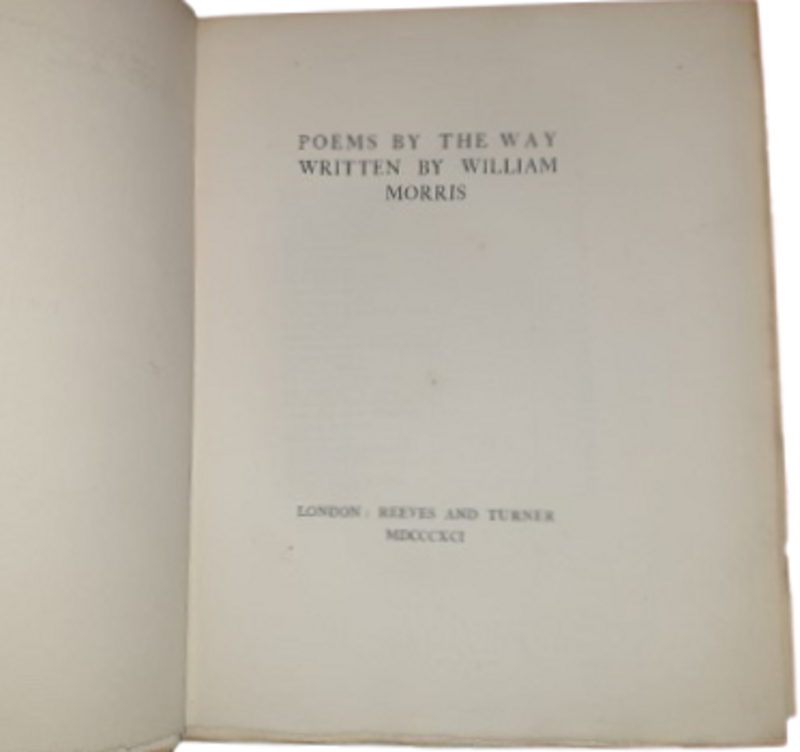 POEMS BY THE WAY
WRITTEN BY WILLIAM
MORRIS
LONDON: REEVES AND TURNER
MDCCCXCI